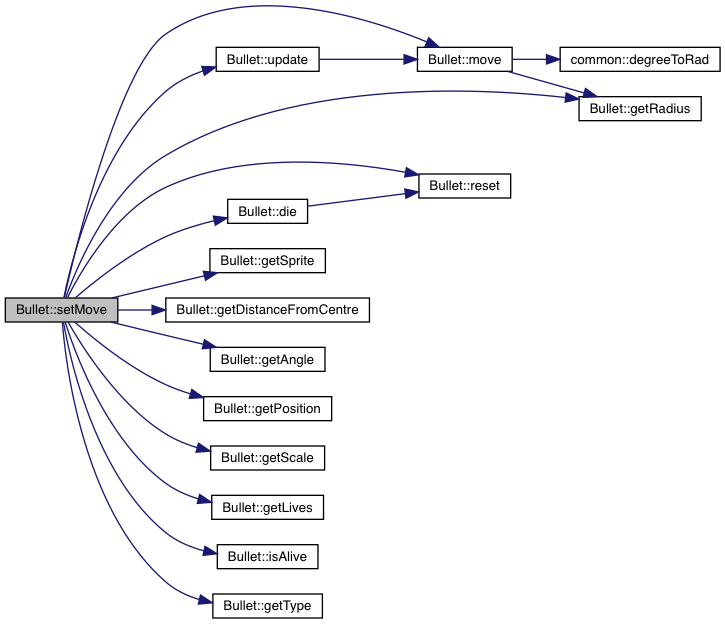 Bullet::update
Bullet::move
common::degreeToRad
Bullet::getRadius
Bullet::reset
Bullet::die
Bullet::getSprite
Bullet::setMove
Bullet::getDistanceFromCentre
Bullet::getAngle
Bullet::getPosition
Bullet::getScale
Bullet::getLives
Bullet::isAlive
Bullet::getType